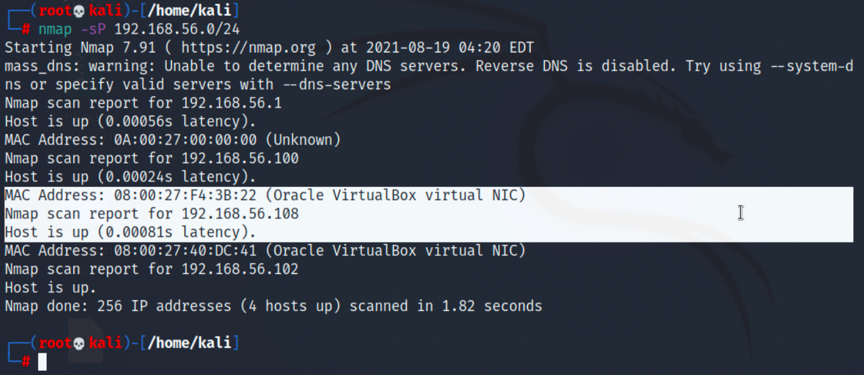 ┌──(root💀kali)-[/home/kali]
└─# nmap -sP 192.168.56.0/24
Starting Nmap 7.91 ( https://nmap.org ) at 2021-08-19 04:20 EDT
mass_dns: warning: Unable to determine any DNS servers. Reverse DNS is disabled. Try using --system-d
ns or specify valid servers with --dns-servers
Nmap scan report for 192.168.56.1
Host is up (0.00056s latency).
MAC Address: 0A:00:27:00:00:00 (Unknown)
Nmap scan report for 192.168.56.100
Host is up (0.00024s latency).
MAC Address: 08:00:27:F4:3B:22 (Oracle VirtualBox virtual NIC)
Nmap scan report for 192.168.56.108
Host is up (0.00081s latency).
MAC Address: 08:00:27:40:DC:41 (Oracle VirtualBox virtual NIC)
Nmap scan report for 192.168.56.102
Host is up.
Nmap done: 256 IP addresses (4 hosts up) scanned in 1.82 seconds
┌──(root💀kali)-[/home/kali]
└─#